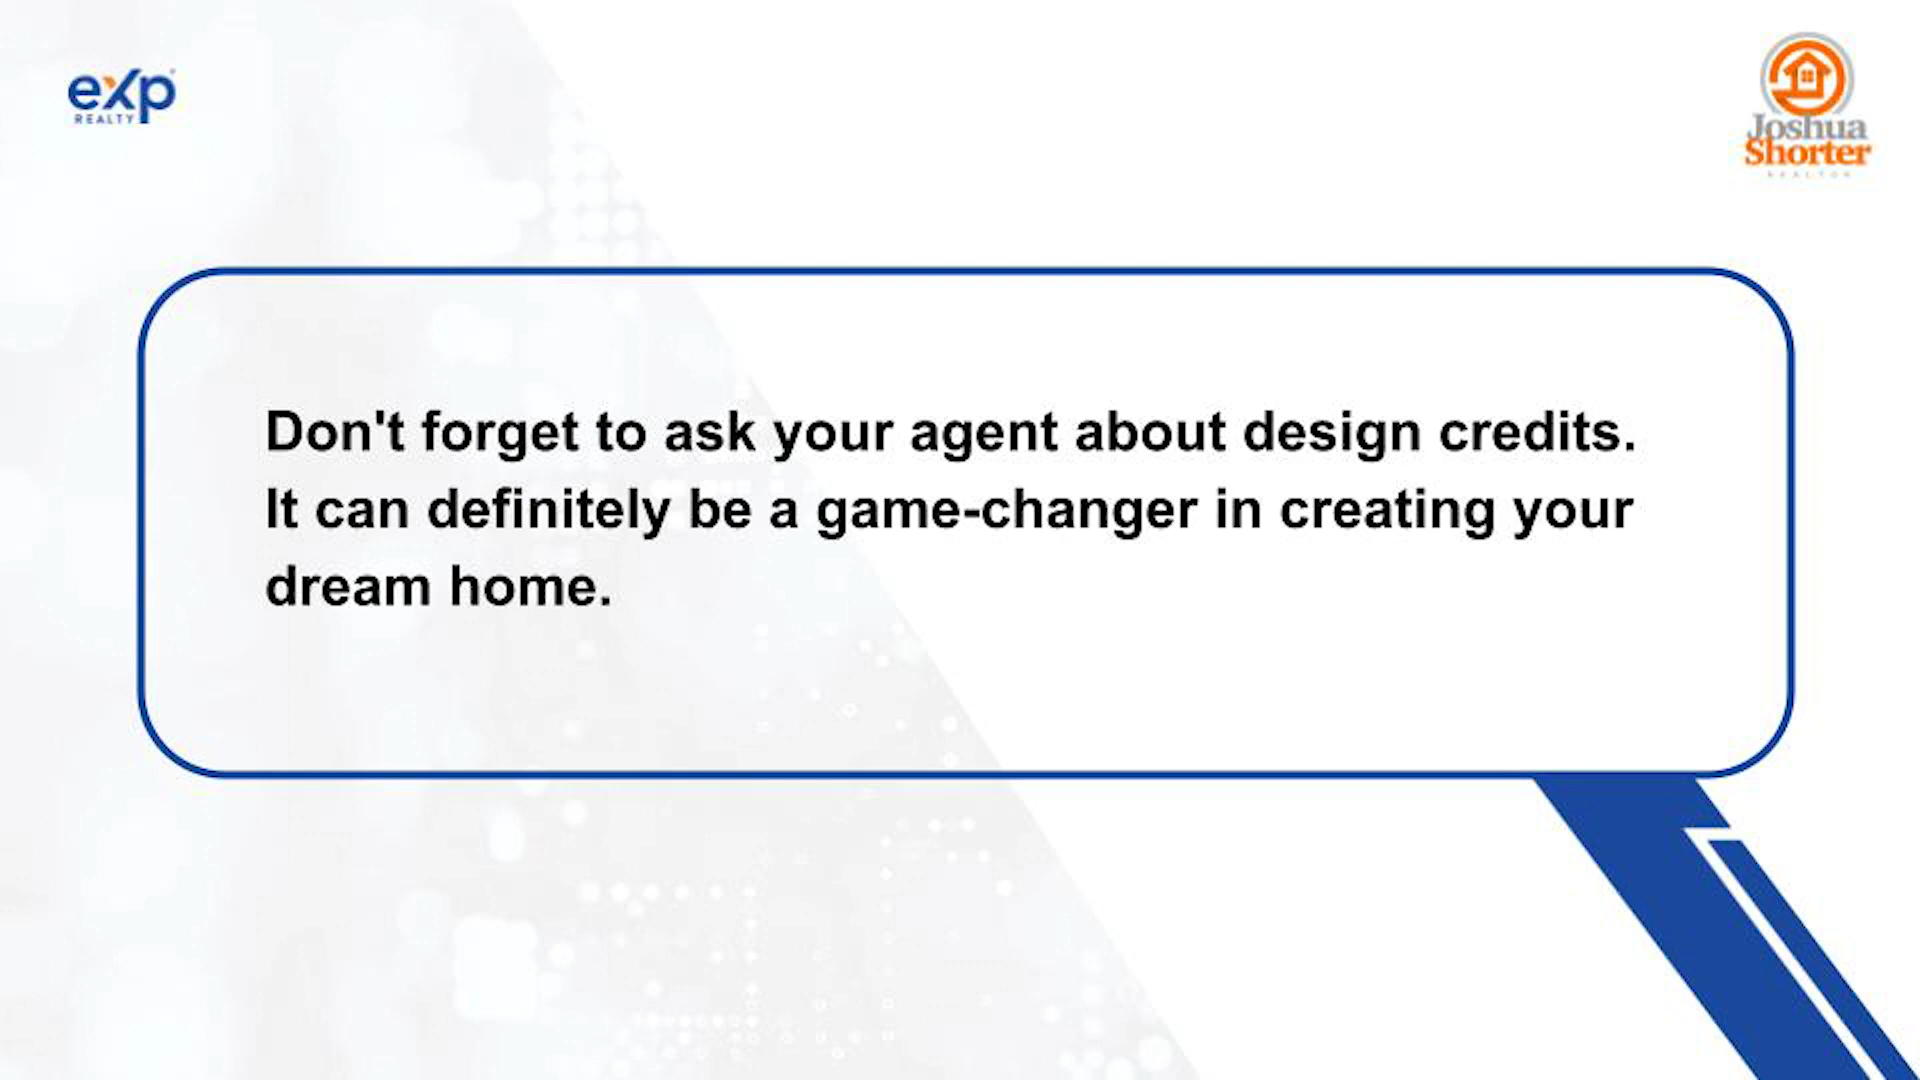 eXp
REALTY
Joshua
Shorter
REALTOR
Don't forget to ask your agent about design credits.
It can definitely be a game-changer in creating your
dream home.